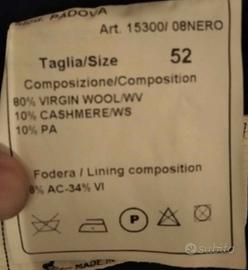 PADOVA
Art. 15300/ 08NERO
Taglia/Size 52
Composizione/Composition
80% VIRGIN WOOL/WV
10% CASHMERE/WS
10% PA
Fodera / Lining composition
AC-34% VI
P
MADE IN
subito